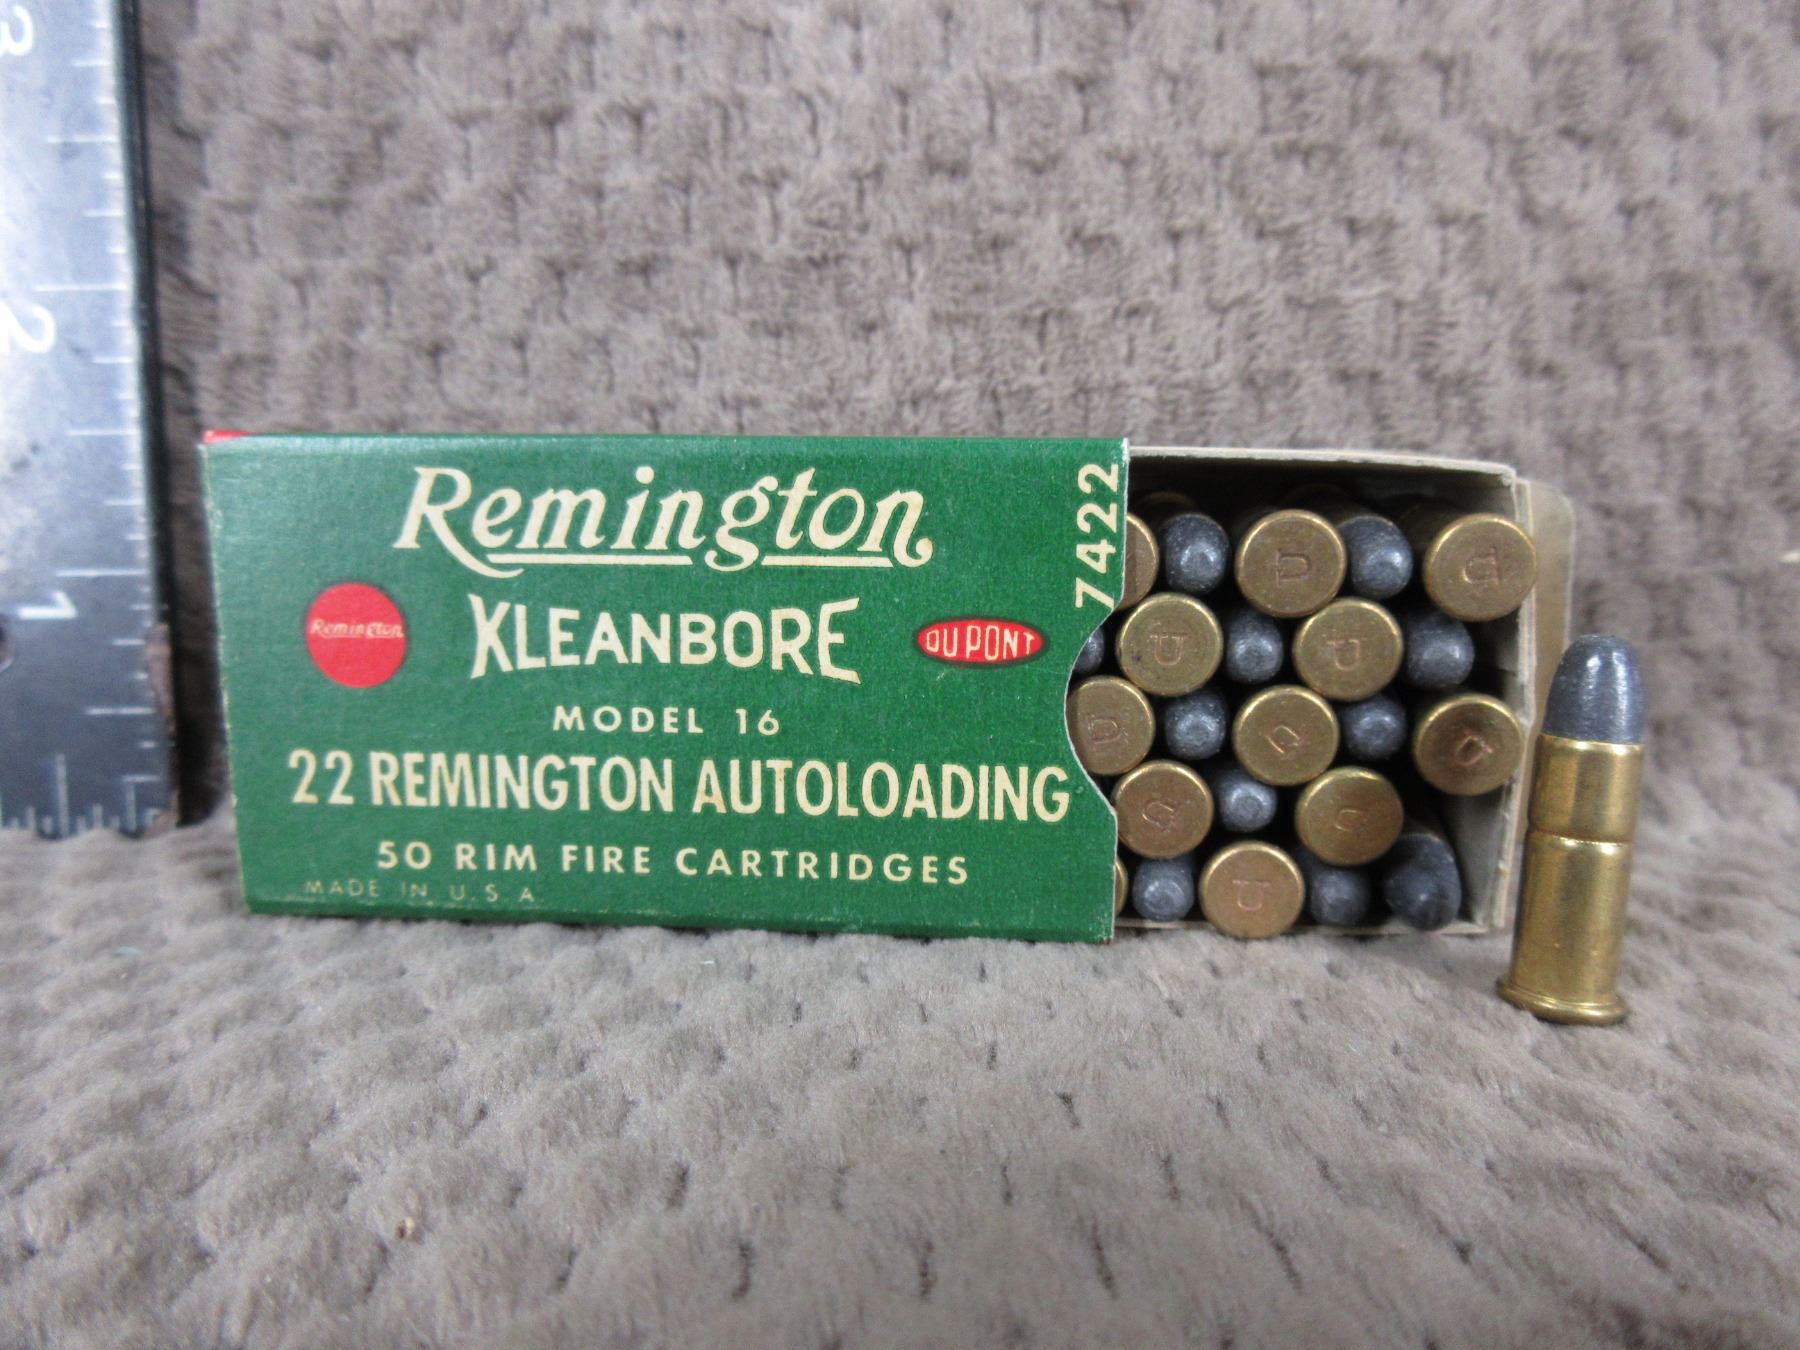 3
2
1
Remington
7422
Remington
KLEANBORE
DU PONT
MODEL 16
22 REMINGTON AUTOLOADING
50 RIM FIRE CARTRIDGES
MADE IN U.S.A
U
U
U
U
U
U
U
U
U
U